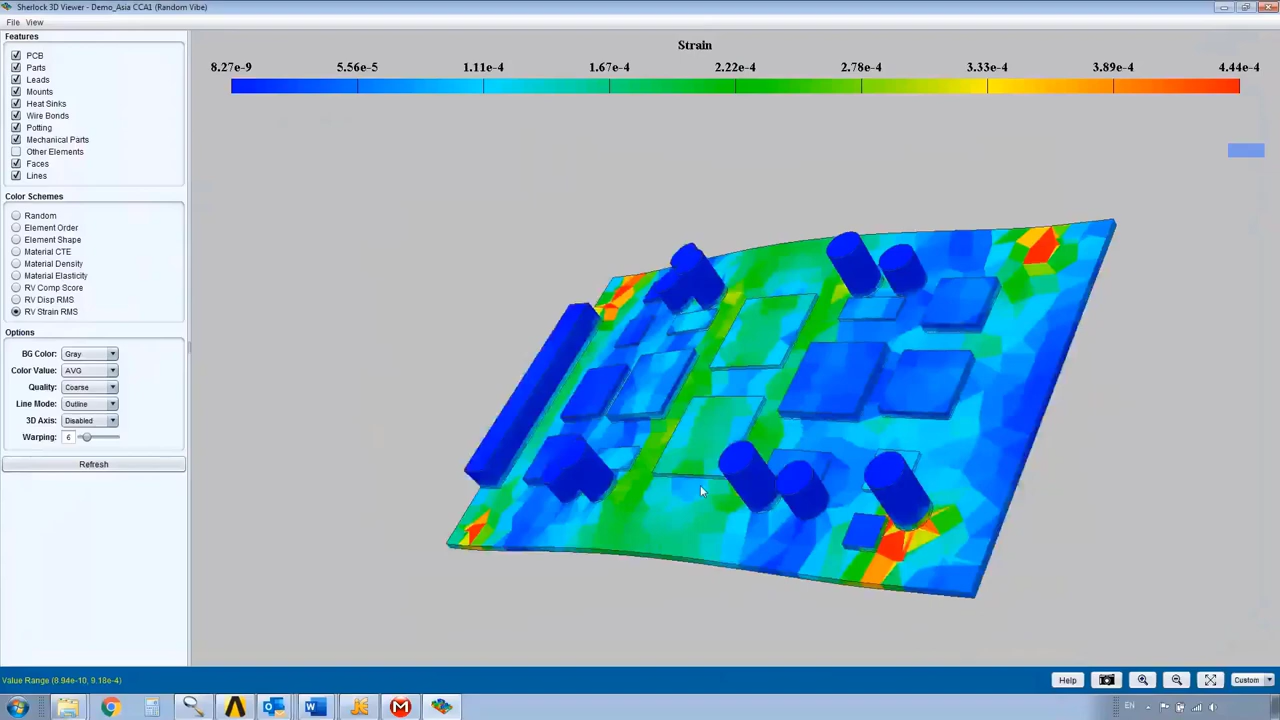 Sherlock 3D Viewer - Demo_Asia CCA1 (Random Vibe)
File View
Features
PCB
Parts
Leads
Mounts
Heat Sinks
Wire Bonds
Potting
Mechanical Parts
Other Elements
Faces
Lines
Color Schemes
Random
Element Order
Element Shape
Material CTE
Material Density
Material Elasticity
RV Comp Score
RV Disp RMS
RV Strain RMS
Options
BG Color: Gray
Color Value: AVG
Quality: Coarse
Line Mode: Outline
3D Axis: Disabled
Warping: 6
Refresh
Strain
8.27e-9 5.56e-5 1.11e-4 1.67e-4 2.22e-4 2.78e-4 3.33e-4 3.89e-4 4.44e-4
Value Range (8.94e-10, 9.18e-4)
Help
Custom
EN